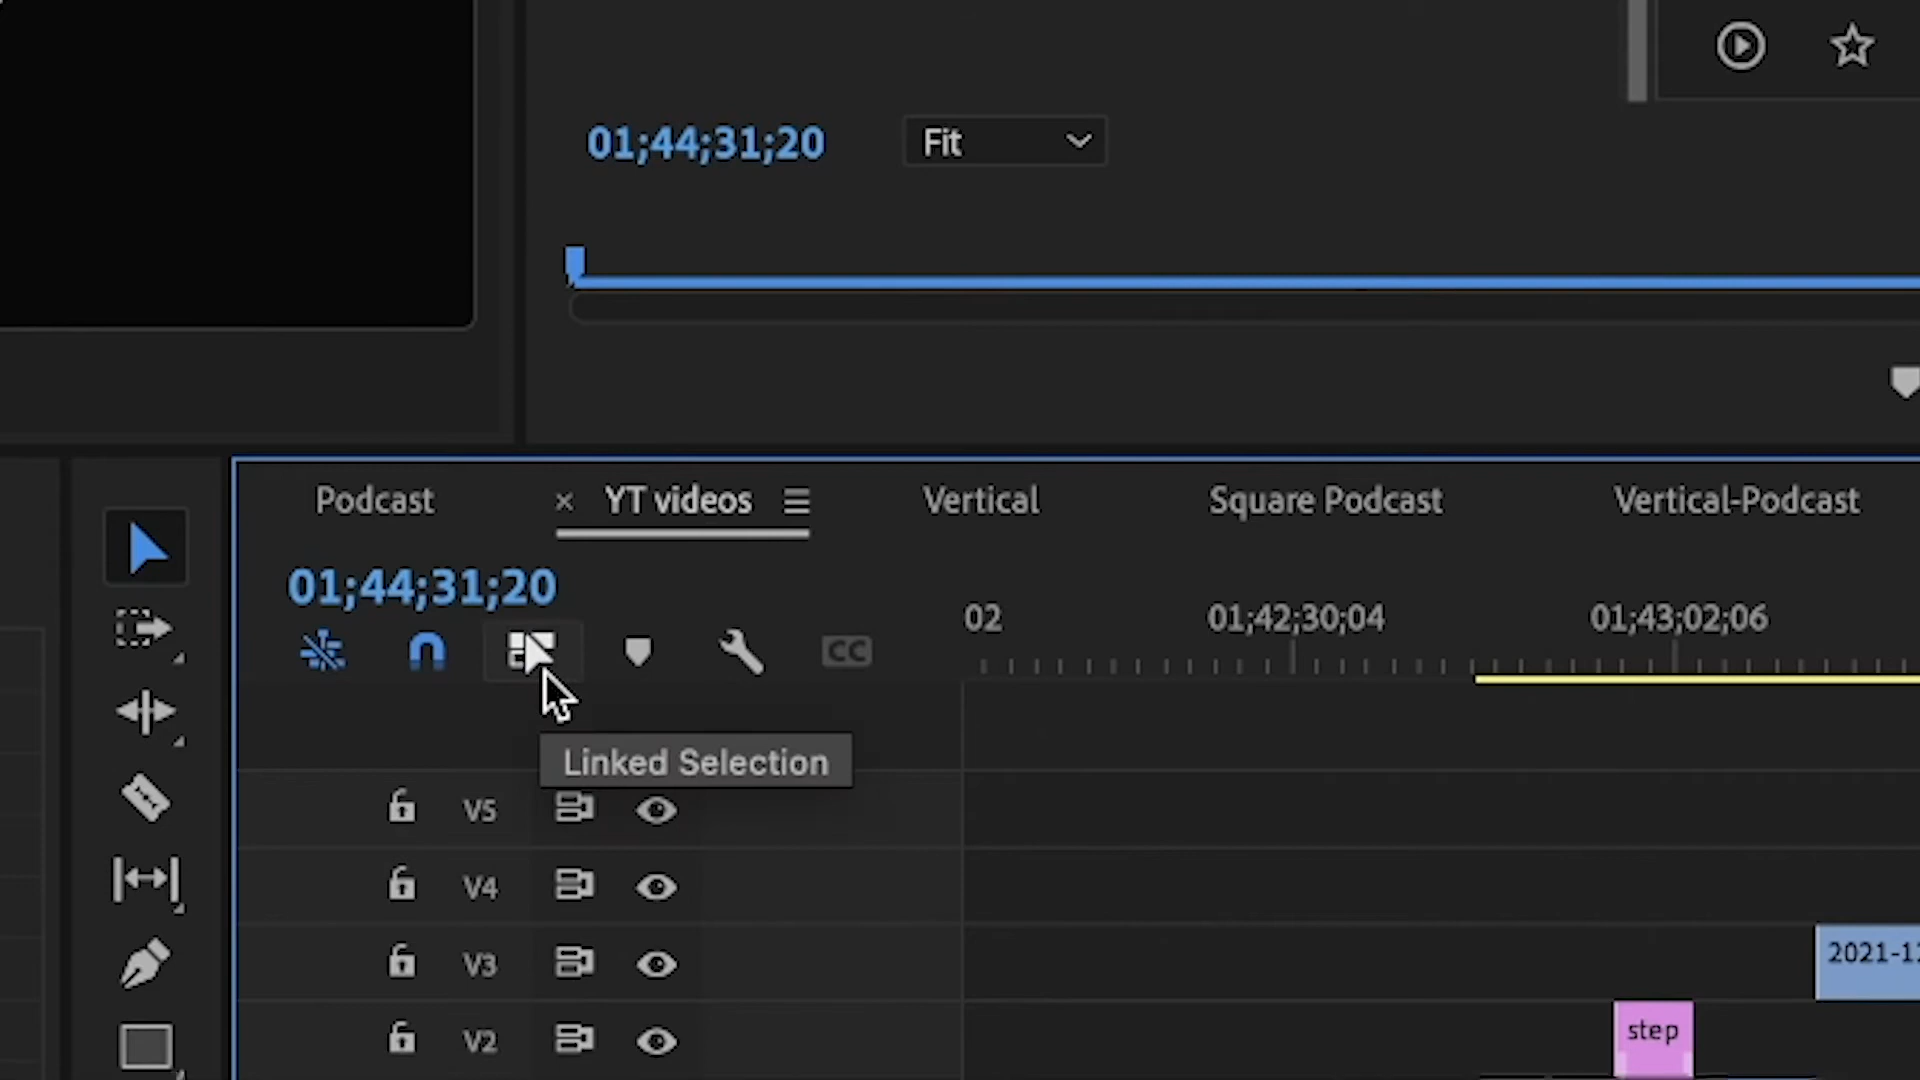 01;44;31;20
Fit
Podcast
× YT videos
Vertical
Square Podcast
Vertical-Podcast
01;44;31;20
02
01;42;30;04
01;43;02;06
CC
Linked Selection
V5
V4
V3
2021-12
V2
step